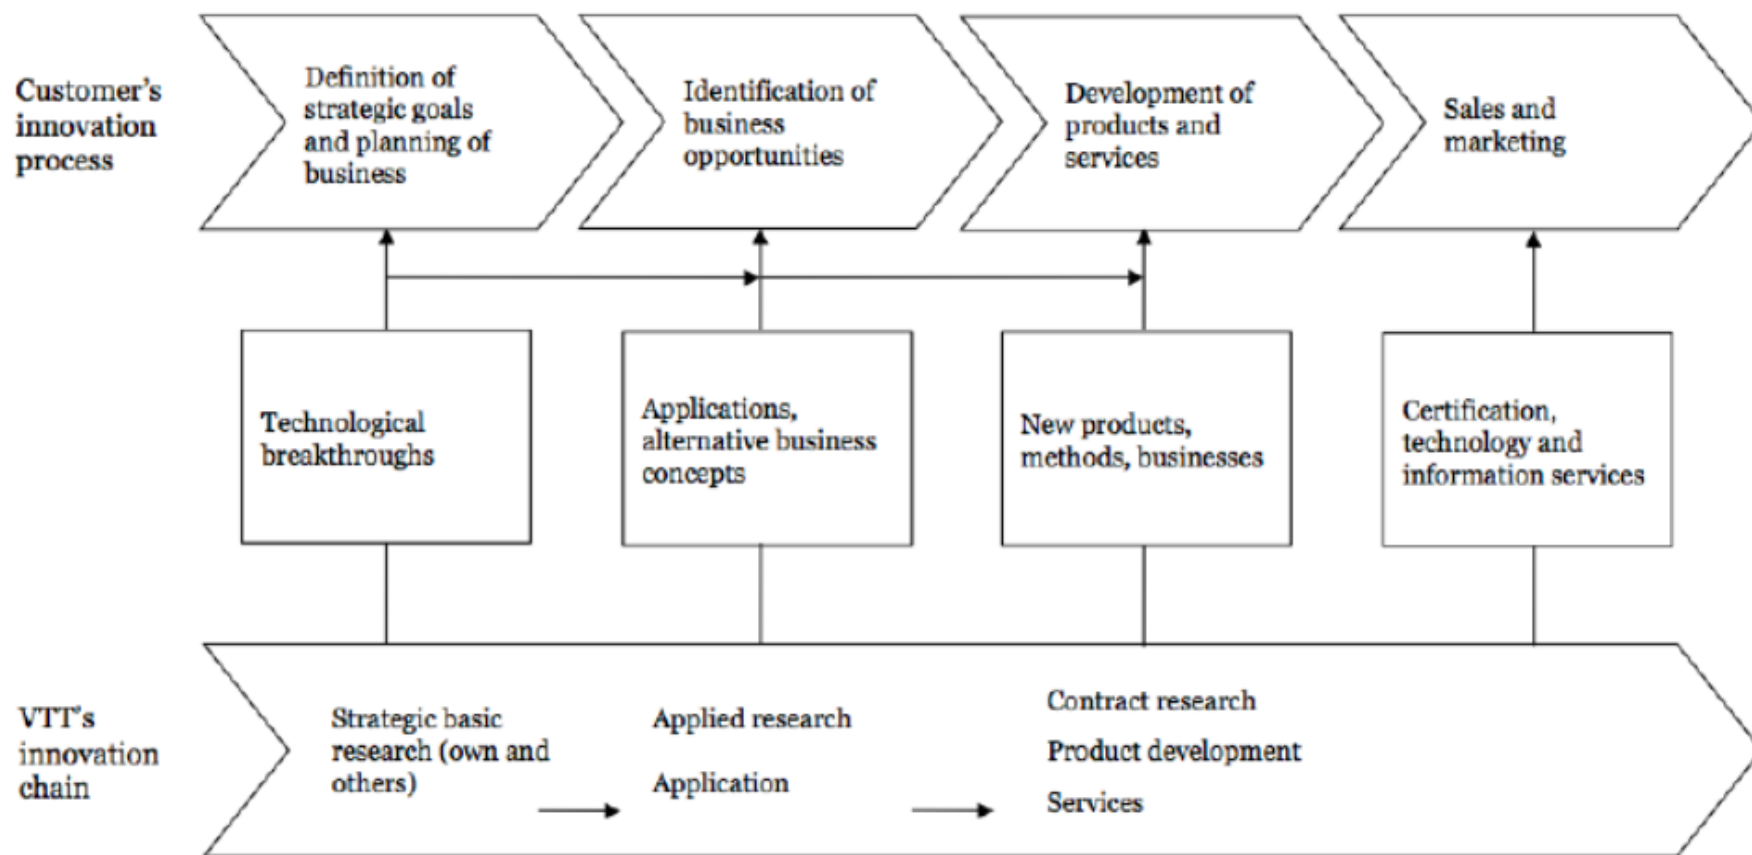 Customer's
innovation
process
Definition of
strategic goals
and planning of
business
Identification of
business
opportunities
Development of
products and
services
Sales and
marketing
Technological
breakthroughs
Applications,
alternative business
concepts
New products,
methods, businesses
Certification,
technology and
information services
VTT's
innovation
chain
Strategic basic
research (own and
others)
Applied research
Application
Contract research
Product development
Services